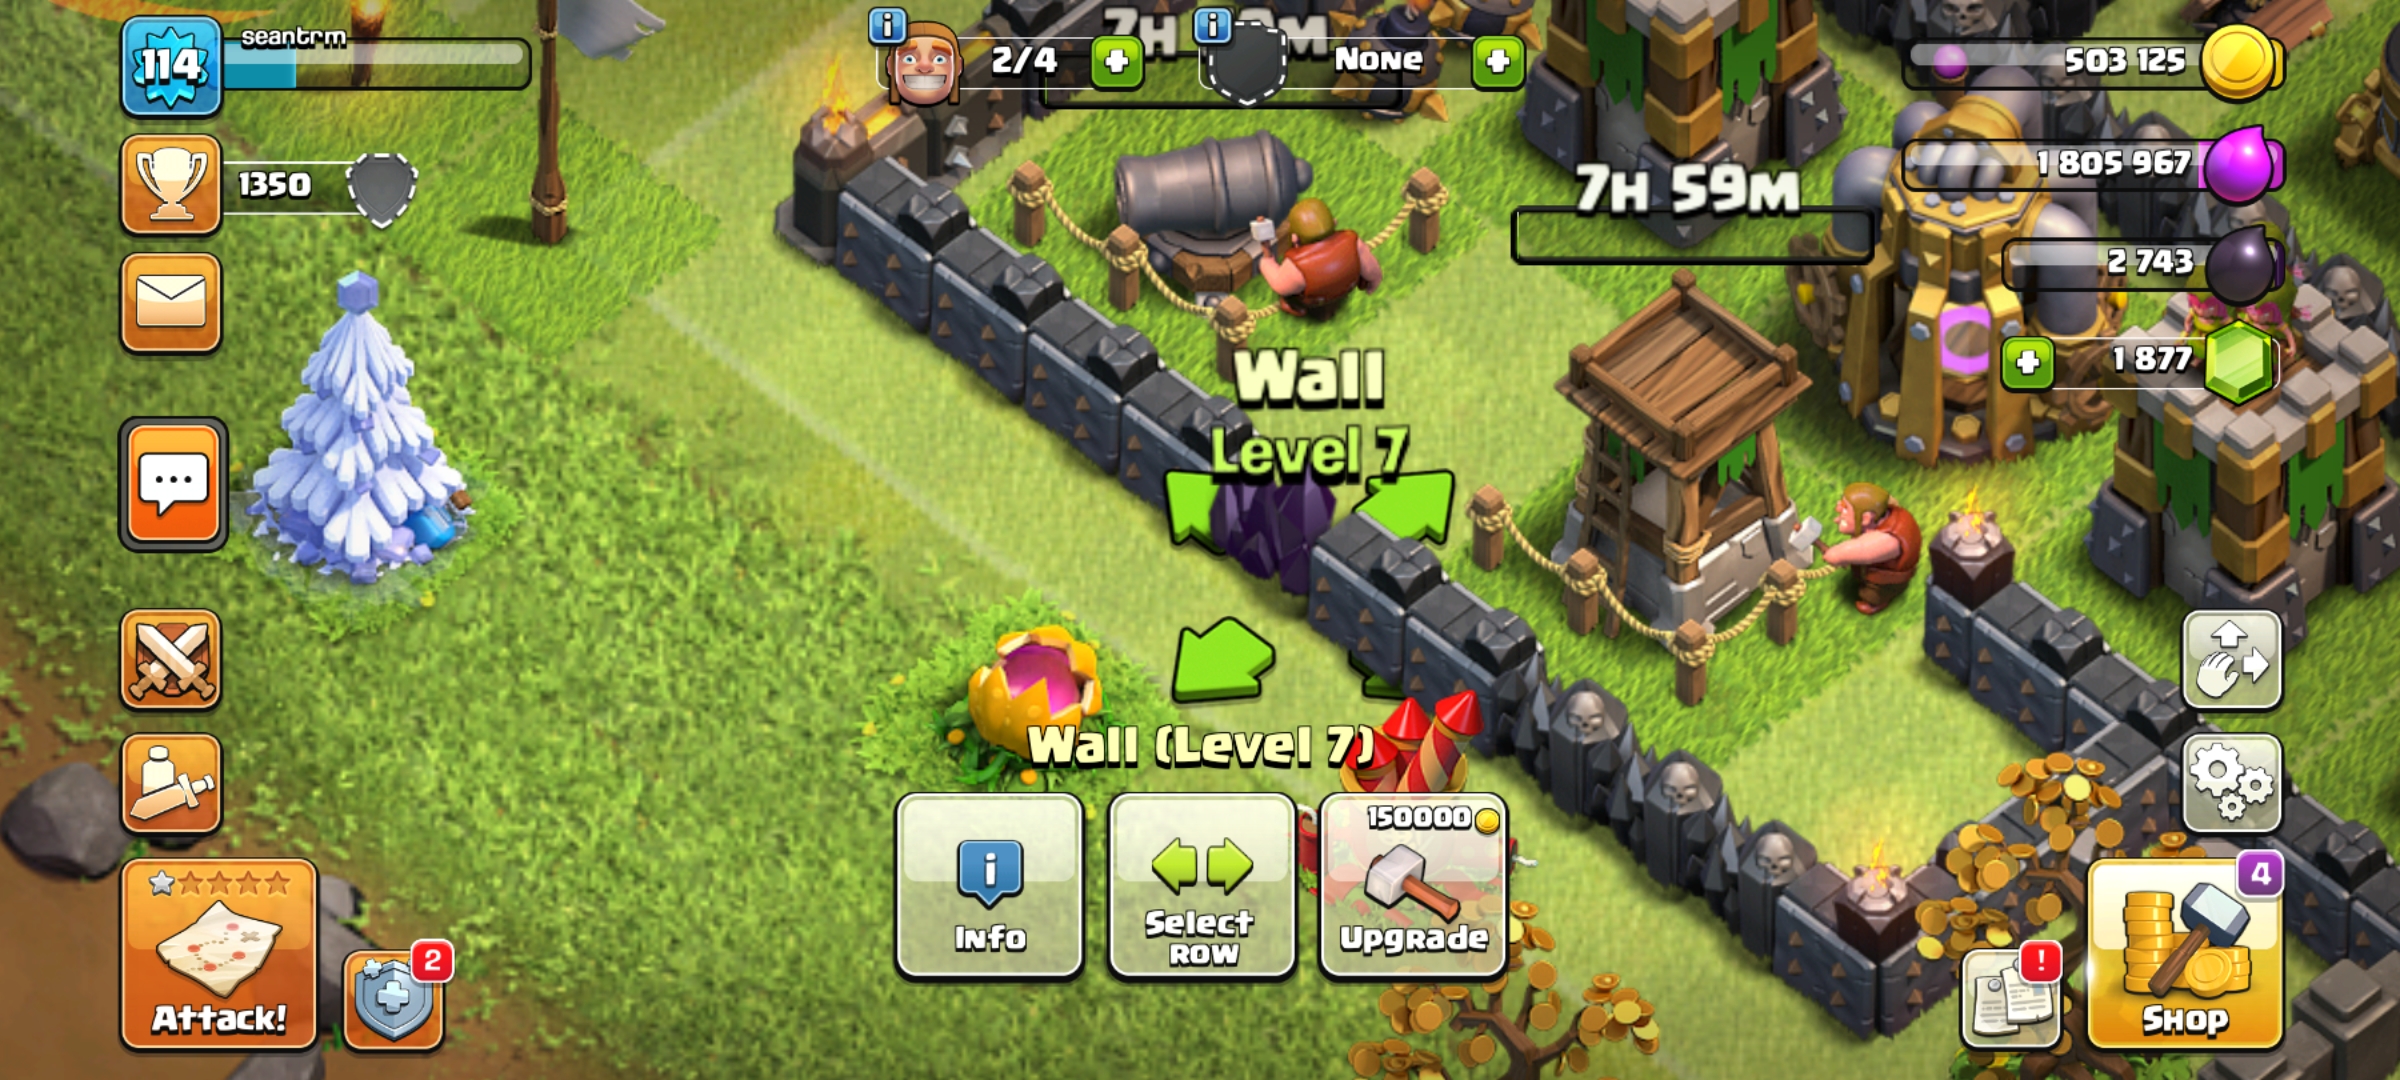 114
seantrm
2/4
None
503 125
1350
1 805 967
7H 59M
2 743
1 877
Wall
Level 7
Wall (Level 7)
Info
Select
Row
150000
Upgrade
Attack!
2
!
4
Shop